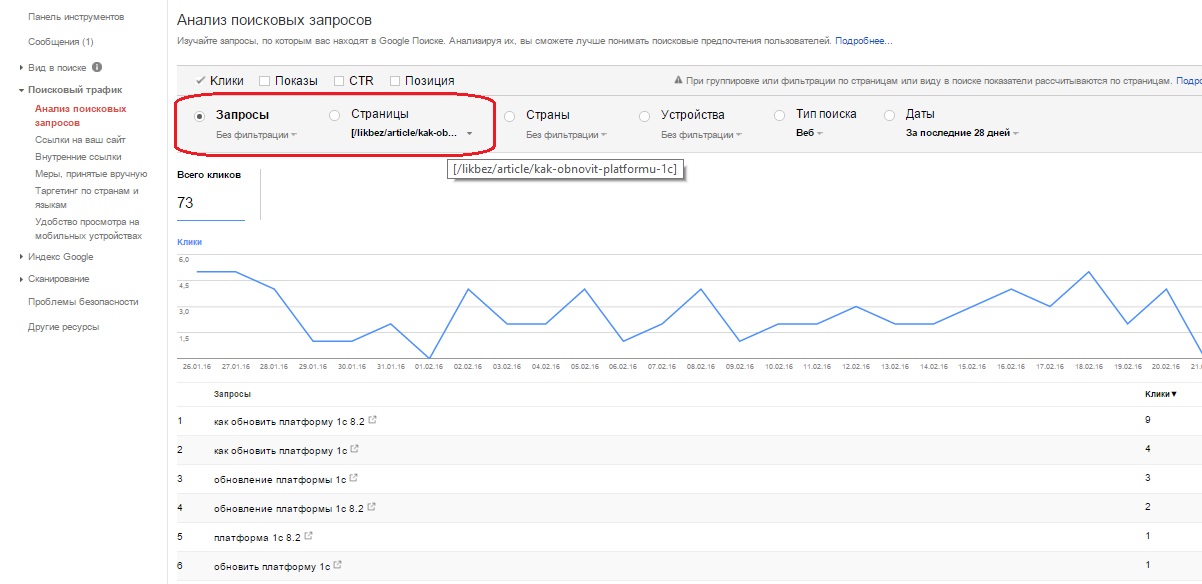 Панель инструментов
Сообщения (1)
Вид в поиске
Поисковый трафик
Анализ поисковых
запросов
Ссылки на ваш сайт
Внутренние ссылки
Меры, принятые вручную
Таргетинг по странам и
языкам
Удобство просмотра на
мобильных устройствах
Индекс Google
Сканирование
Проблемы безопасности
Другие ресурсы
Анализ поисковых запросов
Изучайте запросы, по которым вас находят в Google Поиске. Анализируя их, вы сможете лучше понимать поисковые предпочтения пользователей. Подробнее...
Клики Показы CTR Позиция
При группировке или фильтрации по страницам или виду в поиске показатели рассчитываются по страницам. Подро
Запросы Страницы Страны Устройства Тип поиска Даты
Без фильтрации [/likbez/article/kak-ob... Без фильтрации Без фильтрации Веб За последние 28 дней
[/likbez/article/kak-obnovit-platformu-1c]
Всего кликов
73
Клики
6,0
4,5
3,0
1,5
26.01.16 27.01.16 28.01.16 29.01.16 30.01.16 31.01.16 01.02.16 02.02.16 03.02.16 04.02.16 05.02.16 06.02.16 07.02.16 08.02.16 09.02.16 10.02.16 11.02.16 12.02.16 13.02.16 14.02.16 15.02.16 16.02.16 17.02.16 18.02.16 19.02.16 20.02.16 21.0
Запросы Клики▼
1 как обновить платформу 1с 8.2 9
2 как обновить платформу 1с 4
3 обновление платформы 1с 3
4 обновление платформы 1с 8.2 2
5 платформа 1с 8.2 1
6 обновить платформу 1с 1